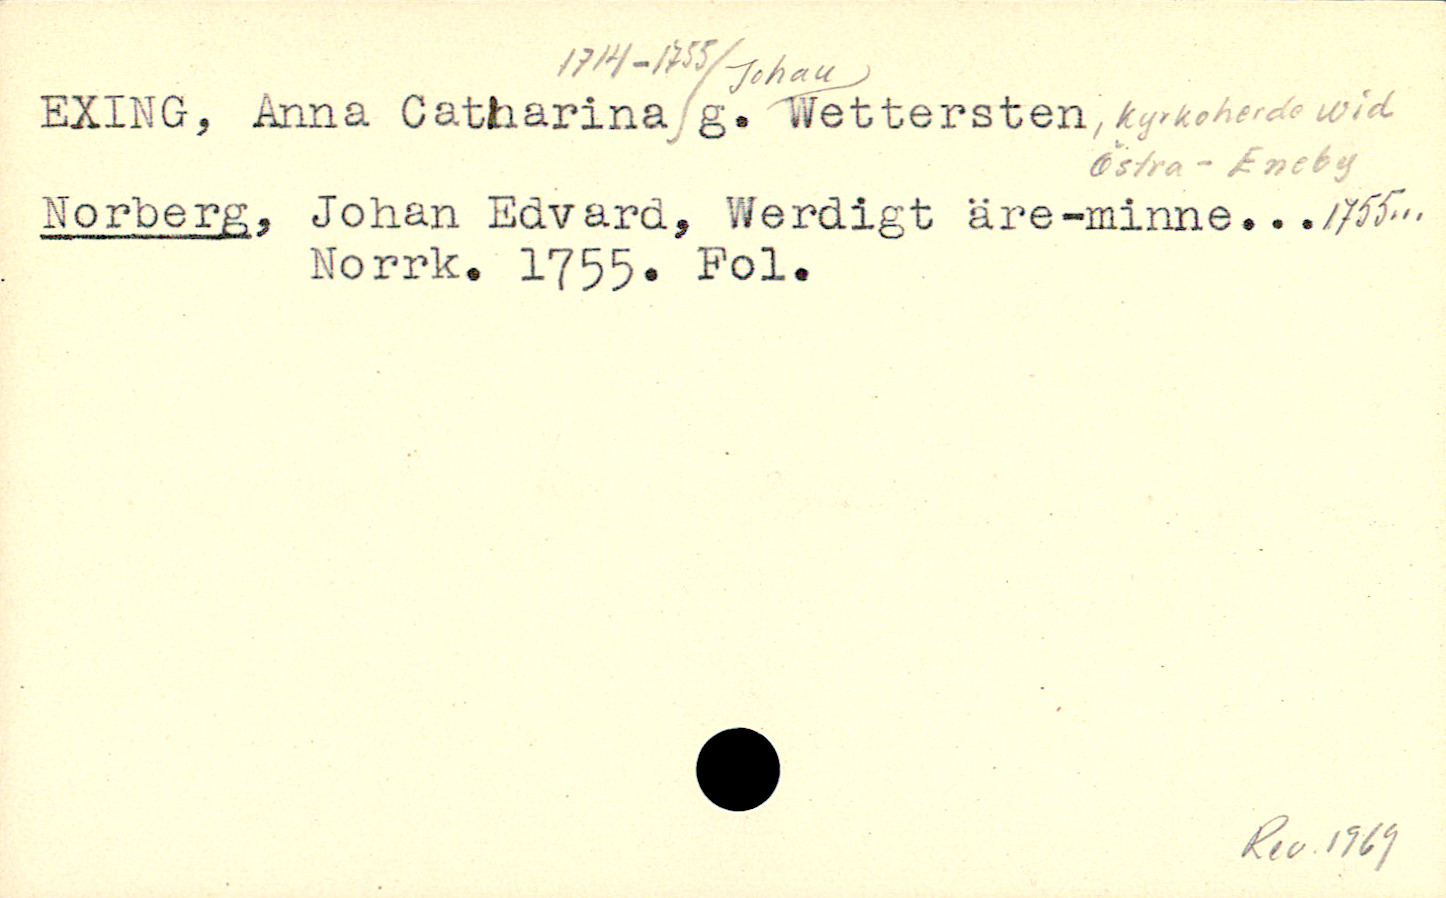 1714-1755 Johan
EXING, Anna Catharina g. Wettersten, Kyrkoherde wid
Östra-Eneby
Norberg, Johan Edvard, Werdigt äre-minne...1755...
Norrk. 1755. Fol.
Rev. 1969